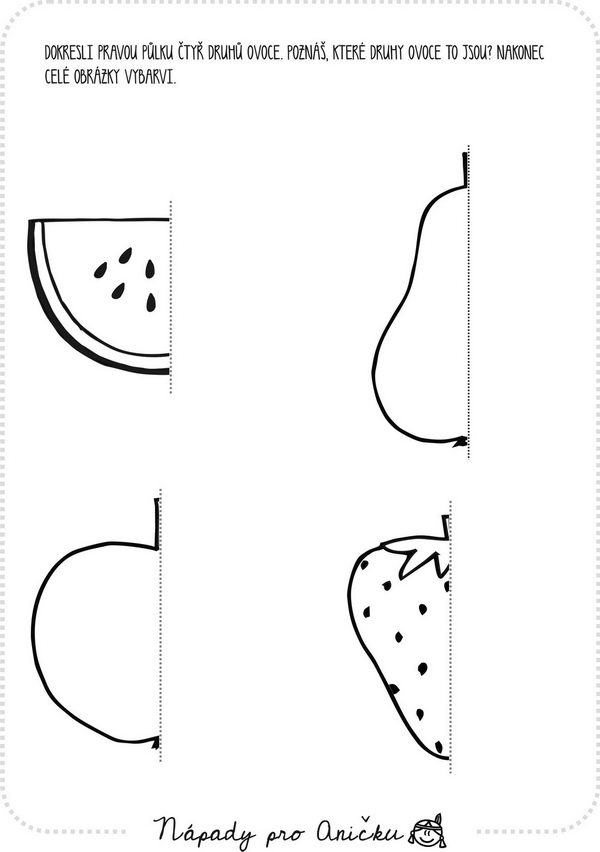 DOKRESLI PRAVOU PŮLKU ČTYŘ DRUHŮ OVOCE. POZNÁŠ, KTERÉ DRUHY OVOCE TO JSOU? NAKONEC
CELÉ OBRÁZKY VYBARVI.
Nápady pro Aničku